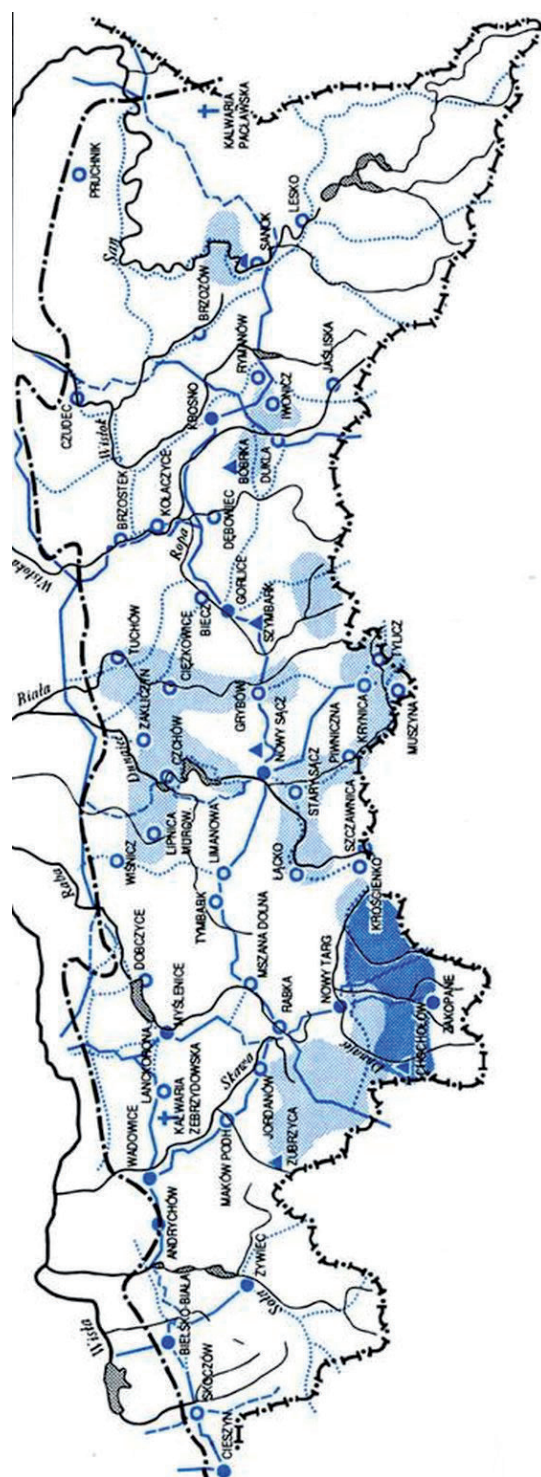 CIESZYN
SKOCZÓW
BIELSKO-BIAŁA
ŻYWIEC
Wisła
Soła
ANDRYCHÓW
WADOWICE
KALWARIA
ZEBRZYDOWSKA
LANCKORONA
MAKÓW PODH
Skawa
JORDANÓW
ZUBRZYCA
MYŚLENICE
DOBCZYCE
Raba
RABKA
MSZANA DOLNA
NOWY TARG
Dunajec
CHOCHOŁÓW
ZAKOPANE
KROŚCIENKO
SZCZAWNICA
ŁĄCKO
TYMBARK
LIMANOWA
WIŚNICZ
LIPNICA
MUROW.
CZCHÓW
Dunajec
ZAKLICZYN
STARY SĄCZ
NOWY SĄCZ
PIWNICZNA
KRYNICA
MUSZYNA
TYLICZ
GRYBÓW
CIĘŻKOWICE
TUCHÓW
Biała
BIECZ
GORLICE
SZYMBARK
Ropa
Wisłoka
BRZOSTEK
KOŁACZYCE
DĘBOWIEC
BÓBRKA
DUKLA
KROSNO
IWONICZ
RYMANÓW
JAŚLISKA
Wisłok
CZUDEC
BRZOZÓW
SANOK
LESKO
San
PRUCHNIK
KALWARIA
PACŁAWSKA